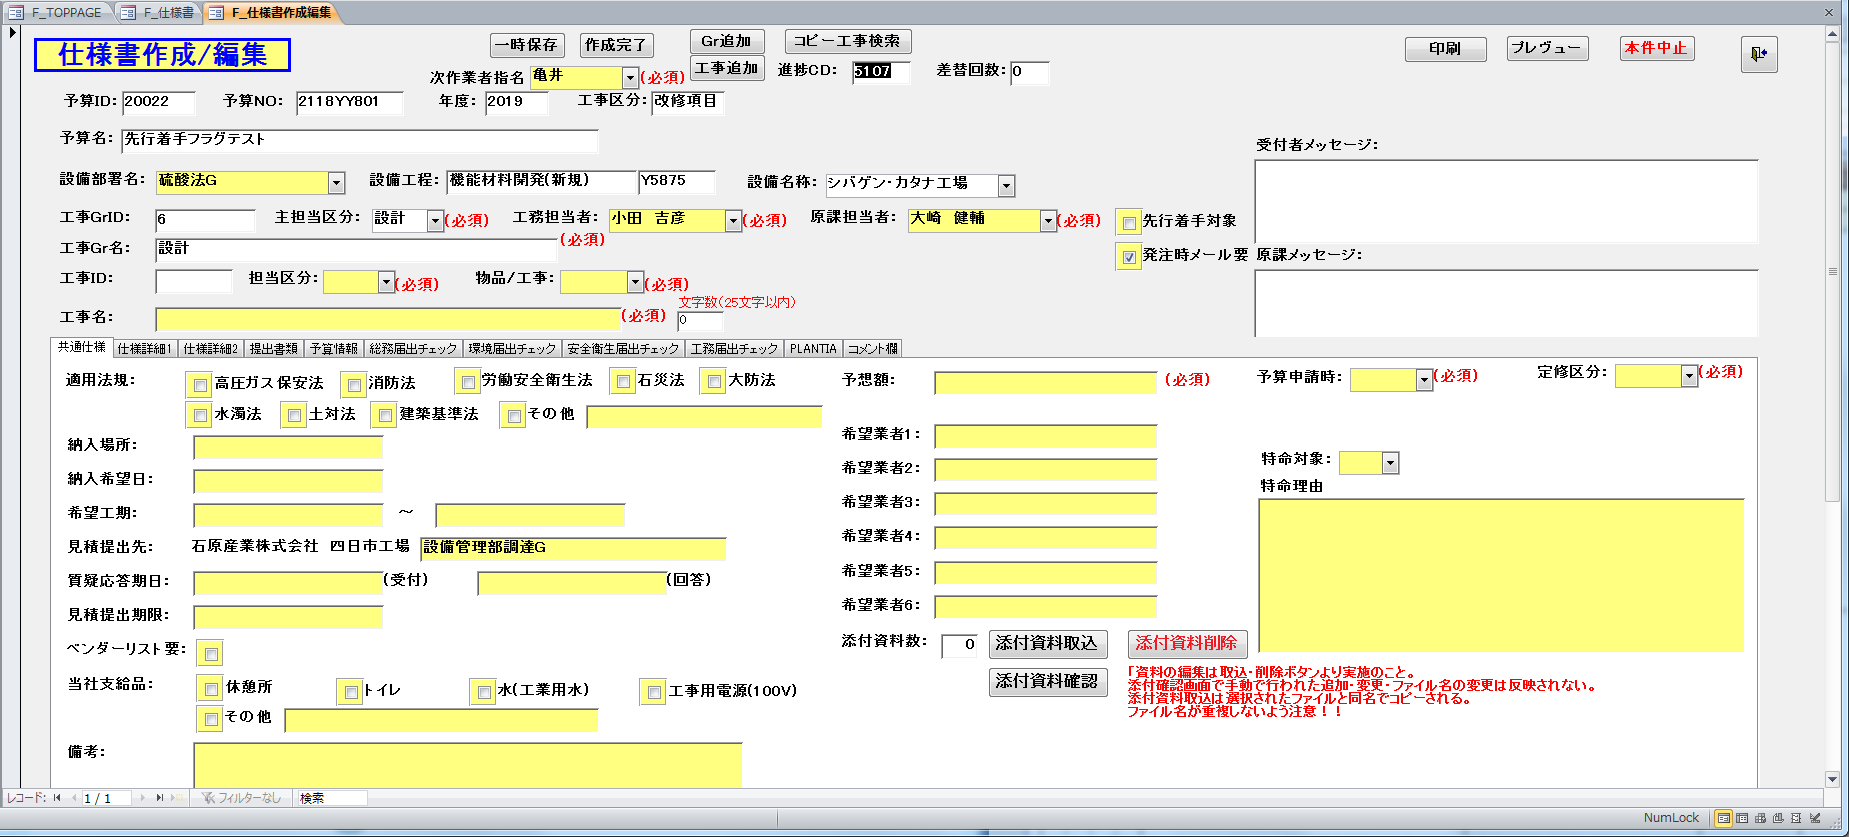 F_TOPPAGE F_仕様書 F_仕様書作成編集
仕様書作成/編集 一時保存 作成完了 Gr追加 コピー工事検索 印刷 プレヴュー 本件中止
次作業者指名 亀井 (必須) 工事追加 進捗CD: 5107 差替回数: 0
予算ID: 20022 予算NO: 2118YY801 年度: 2019 工事区分: 改修項目
予算名: 先行着手フラグテスト
受付者メッセージ:
設備部署名: 硫酸法G 設備工程: 機能材料開発(新規) Y5875 設備名称: シバゲン・カタナ工場
工事GrID: 6 主担当区分: 設計 (必須) 工務担当者: 小田 吉彦 (必須) 原課担当者: 大崎 健輔 (必須) 先行着手対象
工事Gr名: 設計 (必須) 発注時メール要 原課メッセージ:
工事ID: 担当区分: (必須) 物品/工事: (必須)
文字数(25文字以内)
工事名: (必須) 0
共通仕様 仕様詳細1 仕様詳細2 提出書類 予算情報 総務届出チェック 環境届出チェック 安全衛生届出チェック 工務届出チェック PLANTIA コメント欄
適用法規: 高圧ガス保安法 消防法 労働安全衛生法 石災法 大防法 予想額: (必須) 予算申請時: (必須) 定修区分: (必須)
水濁法 土対法 建築基準法 その他
納入場所: 希望業者1:
納入希望日: 希望業者2: 特命対象:
特命理由
希望工期: ～ 希望業者3:
見積提出先: 石原産業株式会社 四日市工場 設備管理部調達G 希望業者4:
質疑応答期日: (受付) (回答) 希望業者5:
見積提出期限: 希望業者6:
ベンダーリスト要: 添付資料数: 0 添付資料取込 添付資料削除
当社支給品: 休憩所 トイレ 水(工業用水) 工事用電源(100V) 添付資料確認
「資料の編集は取込・削除ボタンより実施のこと。
添付確認画面で手動で行われた追加・変更・ファイル名の変更は反映されない。
添付資料取込は選択されたファイルと同名でコピーされる。
ファイル名が重複しないよう注意！！
その他
備考:
レコード: 1 / 1 フィルターなし 検索
NumLock